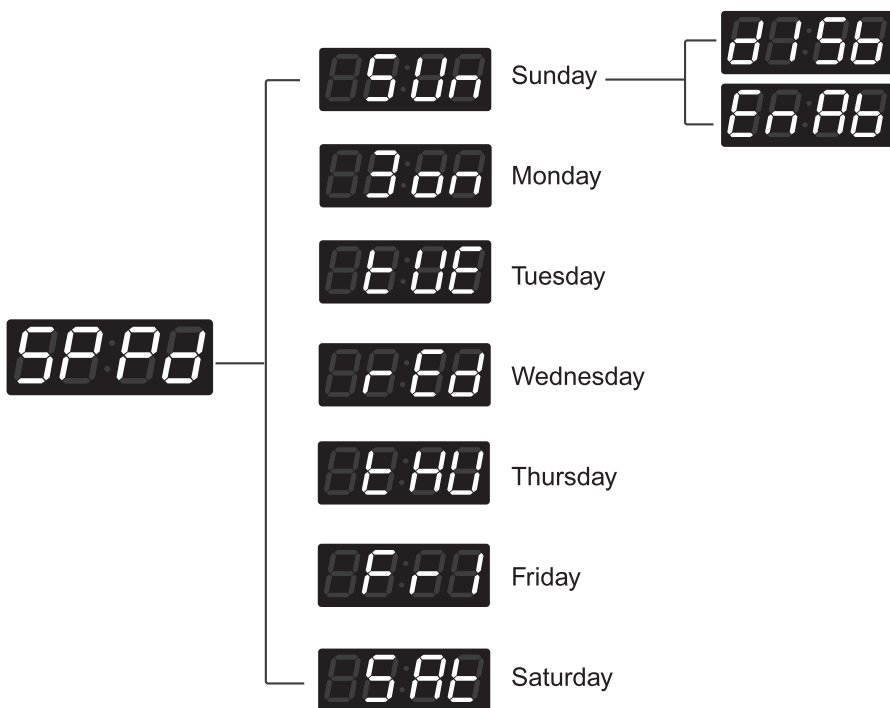 SUn
Sunday
d1Sb
EnAb
3on
Monday
tUE
Tuesday
SPPd
rEd
Wednesday
tHU
Thursday
Fr1
Friday
SAt
Saturday